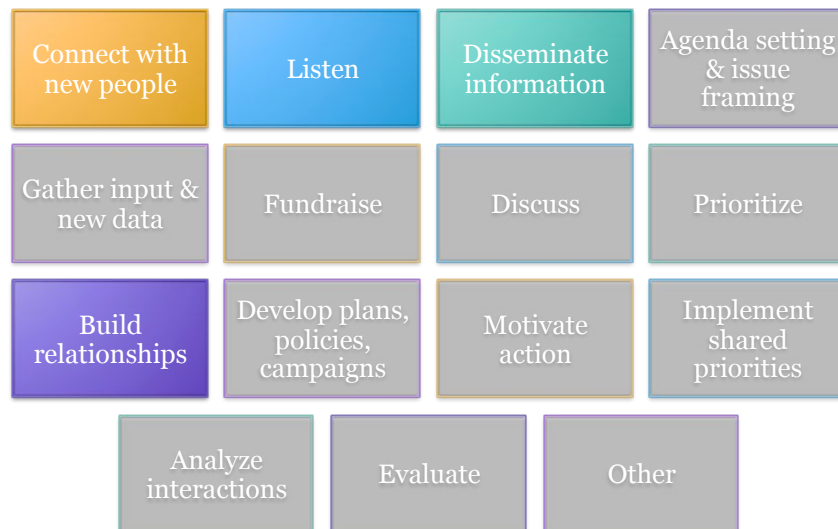 Connect with
new people
Listen
Disseminate
information
Agenda setting
& issue
framing
Gather input &
new data
Fundraise
Discuss
Prioritize
Build
relationships
Develop plans,
policies,
campaigns
Motivate
action
Implement
shared
priorities
Analyze
interactions
Evaluate
Other